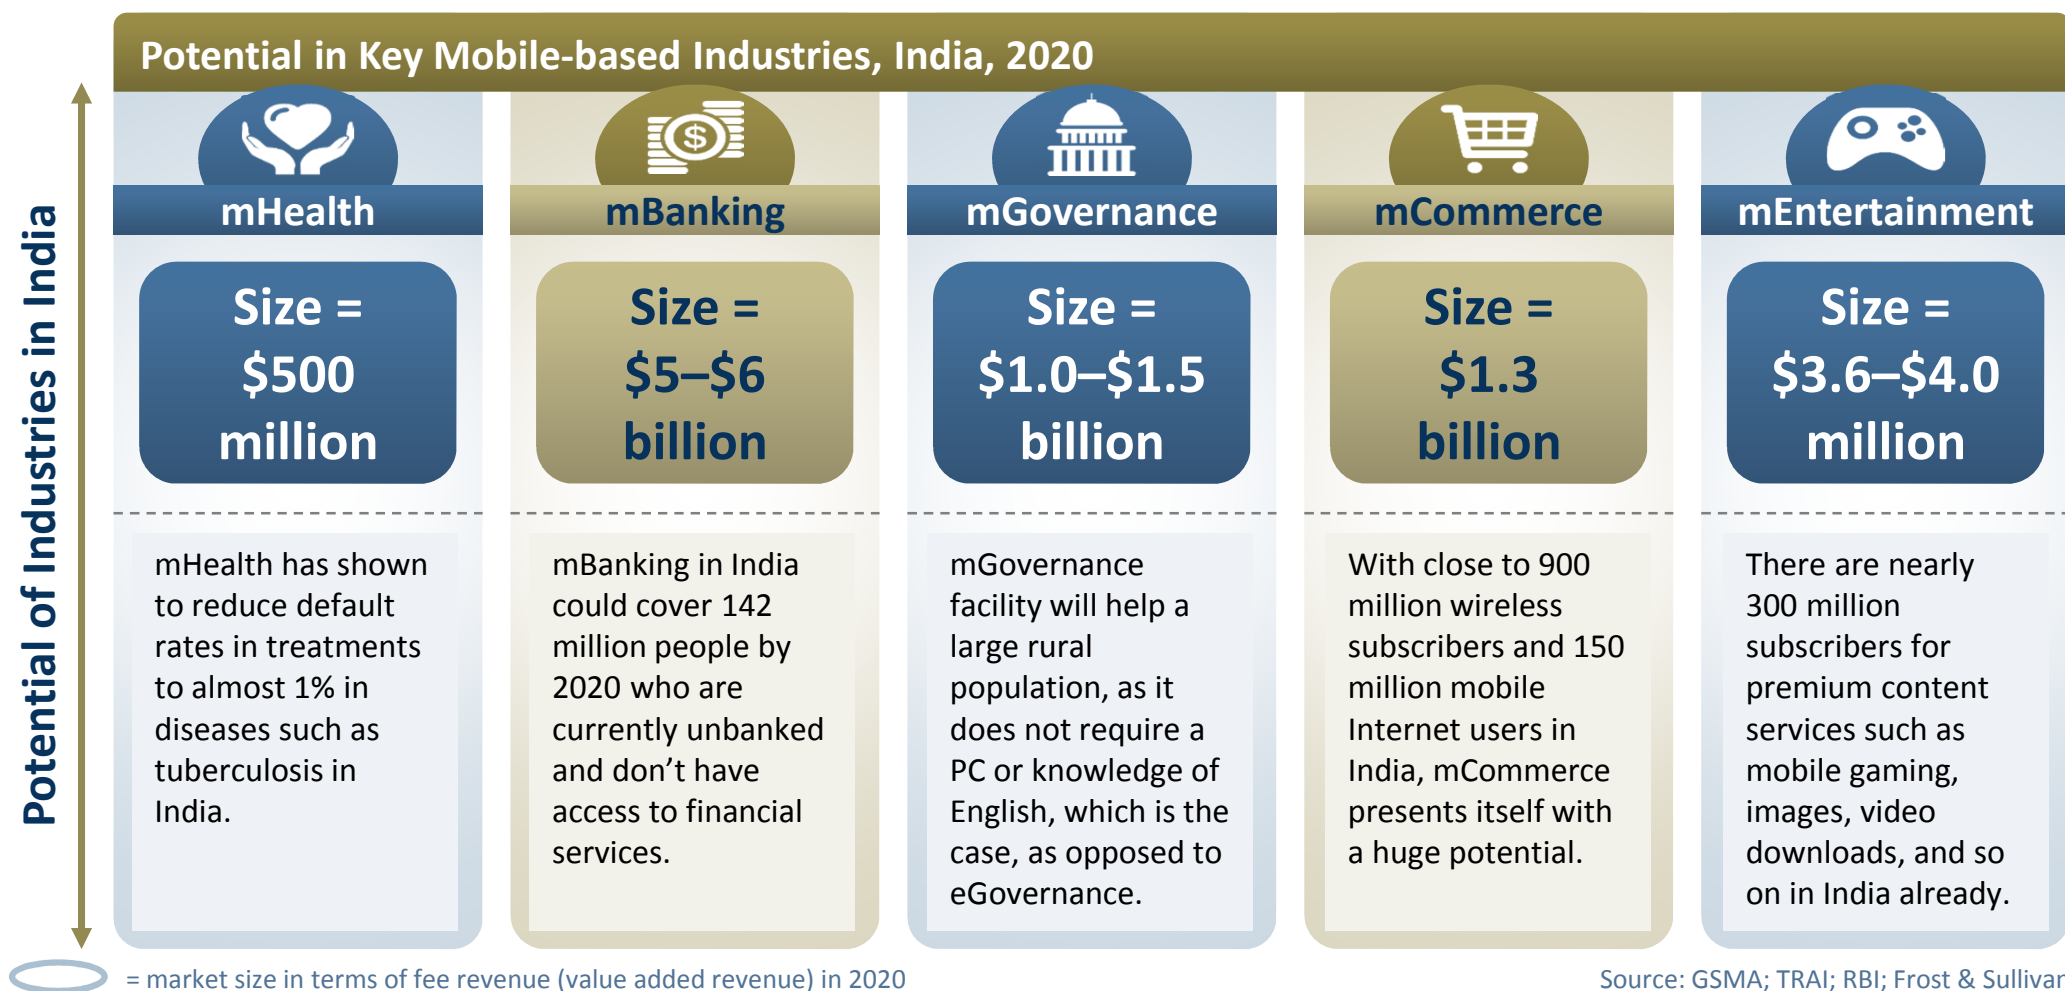 Potential in Key Mobile-based Industries, India, 2020
Potential of Industries in India
mHealth
Size =
$500
million
mHealth has shown
to reduce default
rates in treatments
to almost 1% in
diseases such as
tuberculosis in
India.
mBanking
Size =
$5–$6
billion
mBanking in India
could cover 142
million people by
2020 who are
currently unbanked
and don’t have
access to financial
services.
mGovernance
Size =
$1.0–$1.5
billion
mGovernance
facility will help a
large rural
population, as it
does not require a
PC or knowledge of
English, which is the
case, as opposed to
eGovernance.
mCommerce
Size =
$1.3
billion
With close to 900
million wireless
subscribers and 150
million mobile
Internet users in
India, mCommerce
presents itself with
a huge potential.
mEntertainment
Size =
$3.6–$4.0
million
There are nearly
300 million
subscribers for
premium content
services such as
mobile gaming,
images, video
downloads, and so
on in India already.
= market size in terms of fee revenue (value added revenue) in 2020
Source: GSMA; TRAI; RBI; Frost & Sullivan